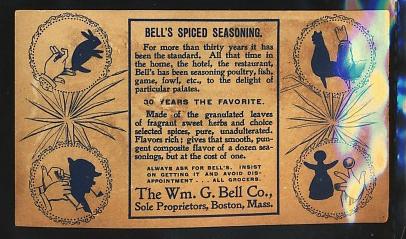 BELL'S SPICED SEASONING.
For more than thirty years it has
been the standard. All that time in
the home, the hotel, the restaurant,
Bell's has been seasoning poultry, fish,
game, fowl, etc., to the delight of
particular palates.
30 YEARS THE FAVORITE.
Made of the granulated leaves
of fragrant sweet herbs and choice
selected spices, pure, unadulterated.
Flavors rich; gives that smooth, pun-
gent composite flavor of a dozen sea-
sonings, but at the cost of one.
ALWAYS ASK FOR BELL'S. INSIST
ON GETTING IT AND AVOID DIS-
APPOINTMENT . . . ALL GROCERS.
The Wm. G. Bell Co.,
Sole Proprietors, Boston, Mass.